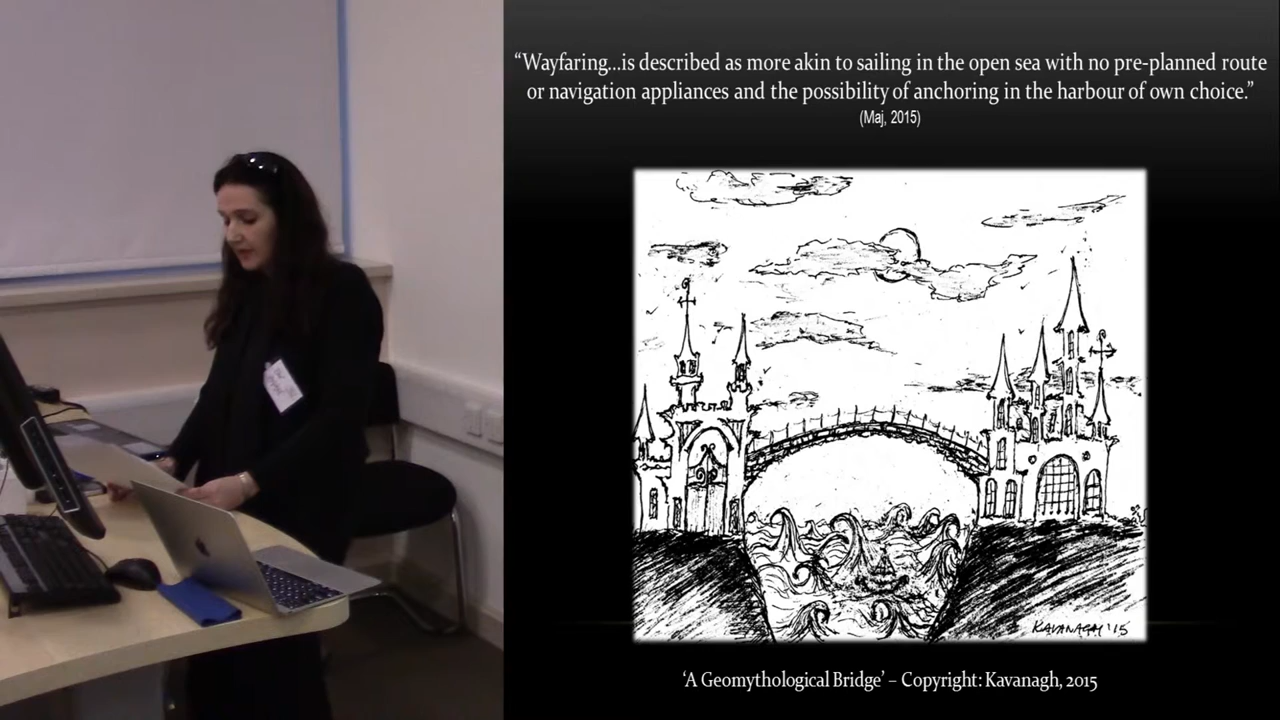 “Wayfaring...is described as more akin to sailing in the open sea with no pre-planned route
or navigation appliances and the possibility of anchoring in the harbour of own choice.”
(Maj, 2015)
KAVANAGH '15
‘A Geomythological Bridge’ – Copyright: Kavanagh, 2015